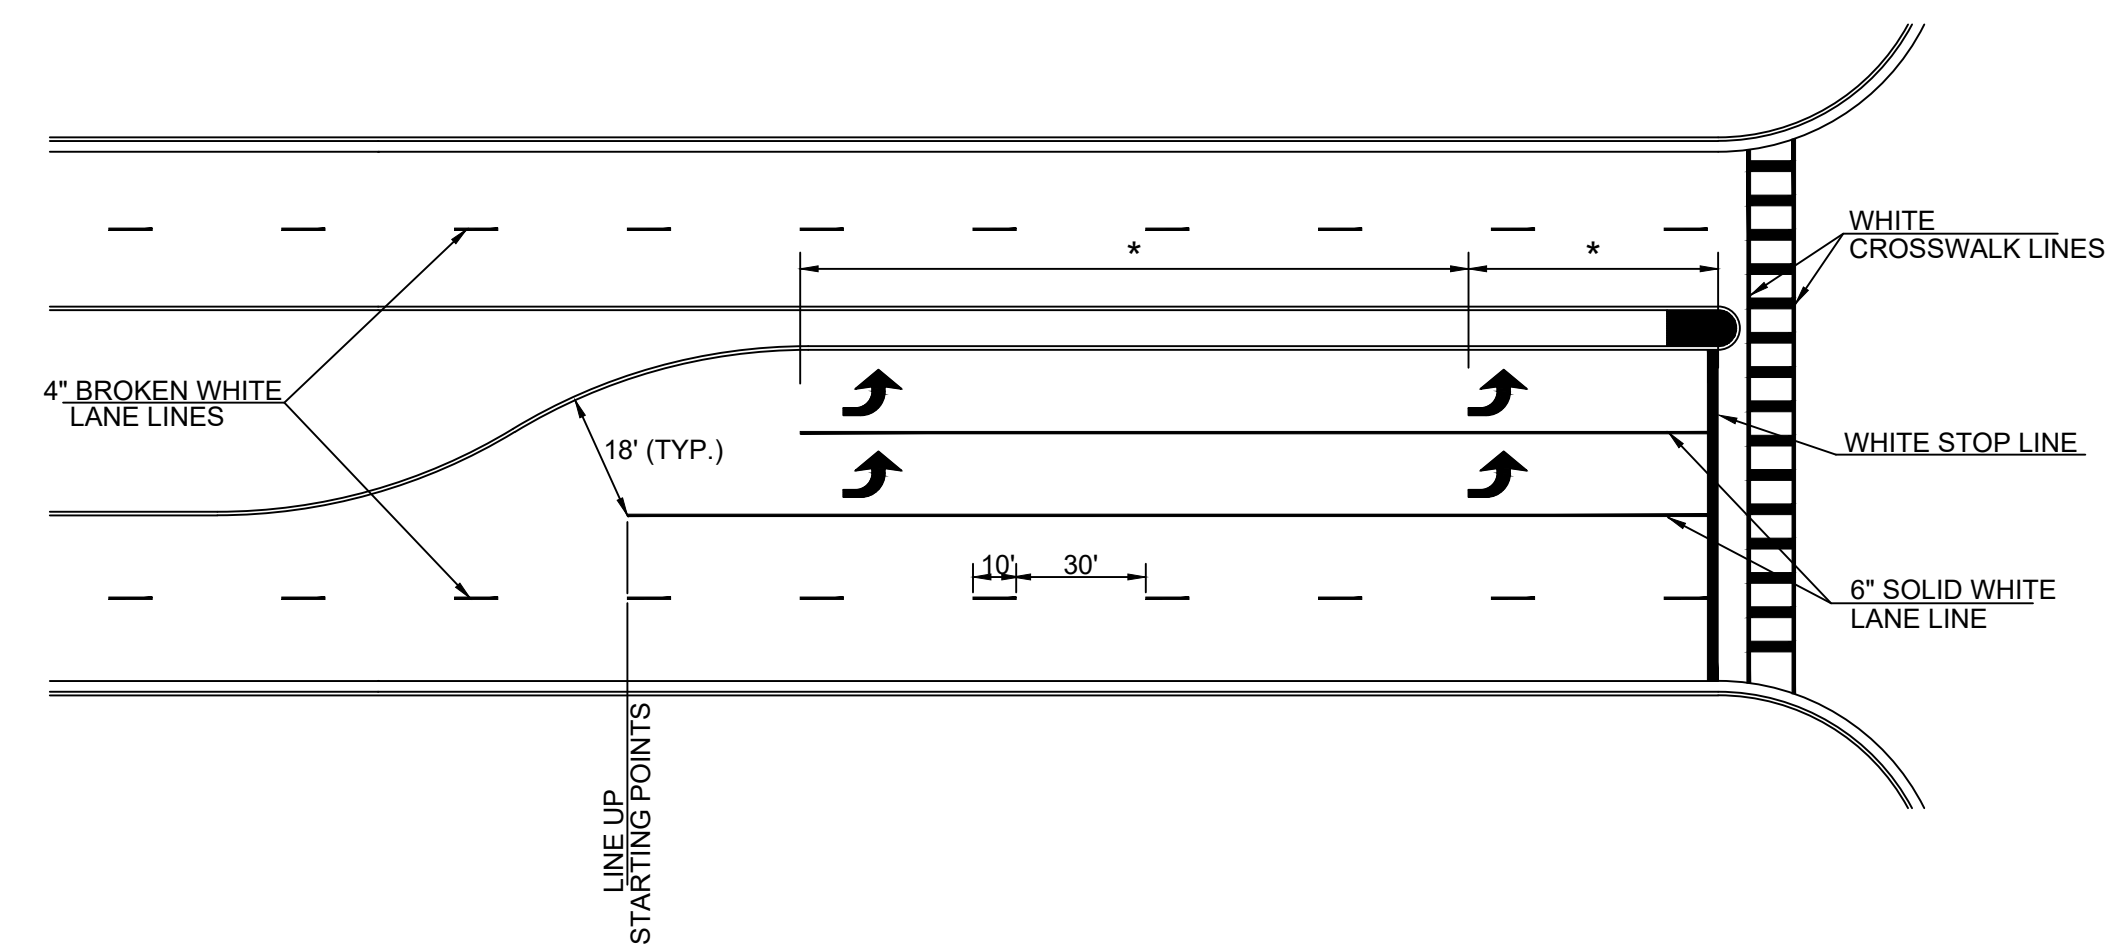 WHITE
CROSSWALK LINES
*
*
4" BROKEN WHITE
LANE LINES
18' (TYP.)
WHITE STOP LINE
10'
30'
6" SOLID WHITE
LANE LINE
LINE UP
STARTING POINTS